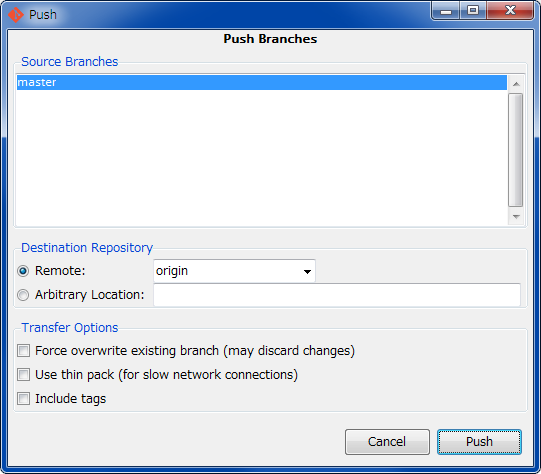 Push
Push Branches
Source Branches
master
Destination Repository
Remote: origin
Arbitrary Location:
Transfer Options
Force overwrite existing branch (may discard changes)
Use thin pack (for slow network connections)
Include tags
Cancel Push